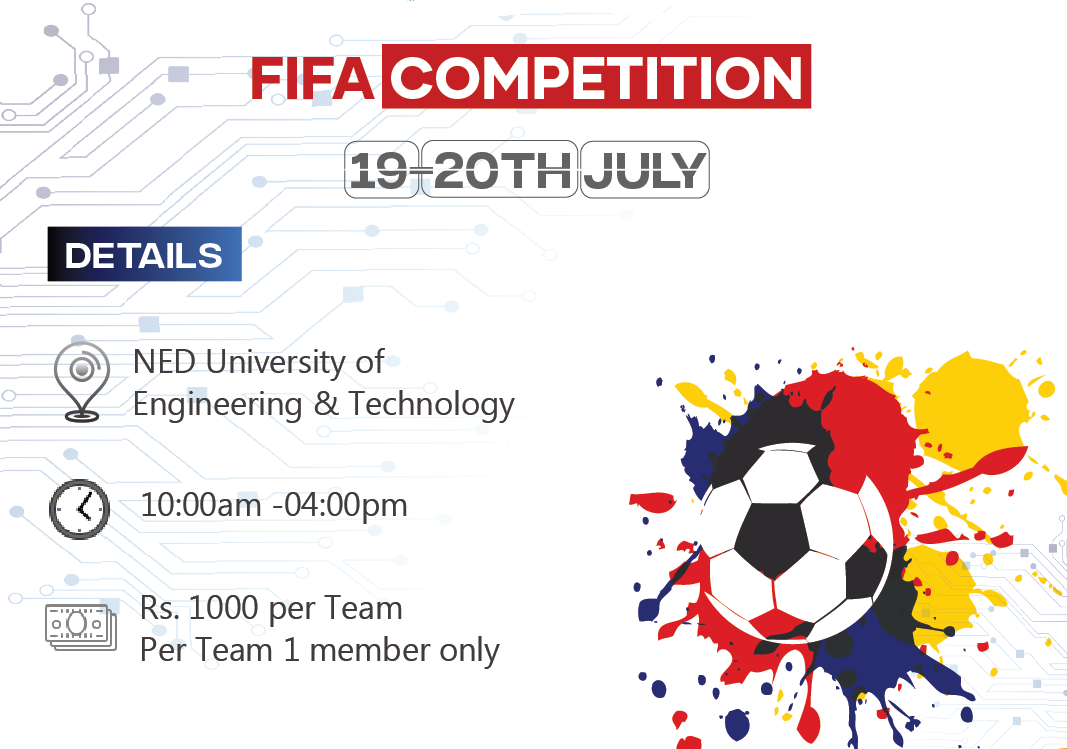 FIFA COMPETITION
19-20TH JULY
DETAILS
NED University of
Engineering & Technology
10:00am -04:00pm
Rs. 1000 per Team
Per Team 1 member only